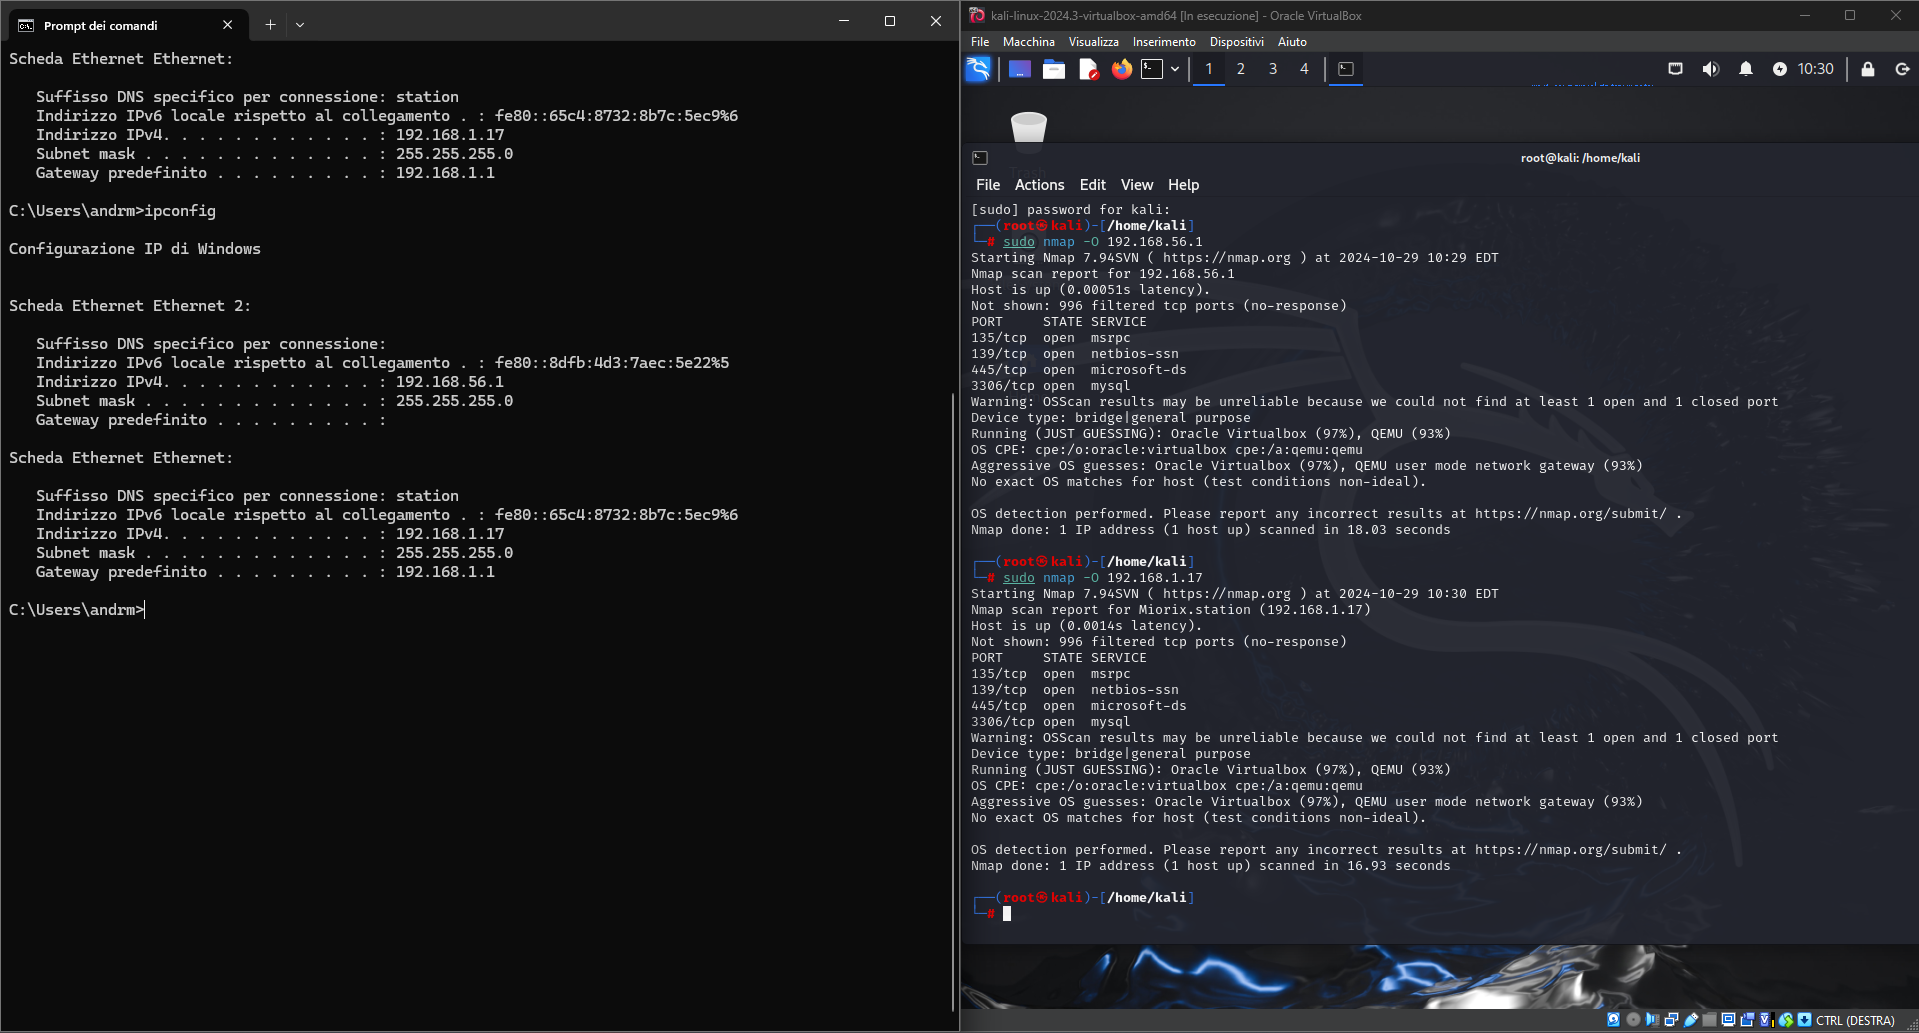 Prompt dei comandi
Scheda Ethernet Ethernet:
Suffisso DNS specifico per connessione: station
Indirizzo IPv6 locale rispetto al collegamento . : fe80::65c4:8732:8b7c:5ec9%6
Indirizzo IPv4. . . . . . . . . . . . : 192.168.1.17
Subnet mask . . . . . . . . . . . . . : 255.255.255.0
Gateway predefinito . . . . . . . . . : 192.168.1.1
C:\Users\andrm>ipconfig
Configurazione IP di Windows
Scheda Ethernet Ethernet 2:
Suffisso DNS specifico per connessione:
Indirizzo IPv6 locale rispetto al collegamento . : fe80::8dfb:4d3:7aec:5e22%5
Indirizzo IPv4. . . . . . . . . . . . : 192.168.56.1
Subnet mask . . . . . . . . . . . . . : 255.255.255.0
Gateway predefinito . . . . . . . . . :
Scheda Ethernet Ethernet:
Suffisso DNS specifico per connessione: station
Indirizzo IPv6 locale rispetto al collegamento . : fe80::65c4:8732:8b7c:5ec9%6
Indirizzo IPv4. . . . . . . . . . . . : 192.168.1.17
Subnet mask . . . . . . . . . . . . . : 255.255.255.0
Gateway predefinito . . . . . . . . . : 192.168.1.1
C:\Users\andrm>
kali-linux-2024.3-virtualbox-amd64 [In esecuzione] - Oracle VirtualBox
File Macchina Visualizza Inserimento Dispositivi Aiuto
1 2 3 4 10:30
root@kali: /home/kali
File Actions Edit View Help
[sudo] password for kali:
┌──(root㉿kali)-[/home/kali]
└─# sudo nmap -O 192.168.56.1
Starting Nmap 7.94SVN ( https://nmap.org ) at 2024-10-29 10:29 EDT
Nmap scan report for 192.168.56.1
Host is up (0.00051s latency).
Not shown: 996 filtered tcp ports (no-response)
PORT STATE SERVICE
135/tcp open msrpc
139/tcp open netbios-ssn
445/tcp open microsoft-ds
3306/tcp open mysql
Warning: OSScan results may be unreliable because we could not find at least 1 open and 1 closed port
Device type: bridge|general purpose
Running (JUST GUESSING): Oracle Virtualbox (97%), QEMU (93%)
OS CPE: cpe:/o:oracle:virtualbox cpe:/a:qemu:qemu
Aggressive OS guesses: Oracle Virtualbox (97%), QEMU user mode network gateway (93%)
No exact OS matches for host (test conditions non-ideal).
OS detection performed. Please report any incorrect results at https://nmap.org/submit/ .
Nmap done: 1 IP address (1 host up) scanned in 18.03 seconds
┌──(root㉿kali)-[/home/kali]
└─# sudo nmap -O 192.168.1.17
Starting Nmap 7.94SVN ( https://nmap.org ) at 2024-10-29 10:30 EDT
Nmap scan report for Miorix.station (192.168.1.17)
Host is up (0.0014s latency).
Not shown: 996 filtered tcp ports (no-response)
PORT STATE SERVICE
135/tcp open msrpc
139/tcp open netbios-ssn
445/tcp open microsoft-ds
3306/tcp open mysql
Warning: OSScan results may be unreliable because we could not find at least 1 open and 1 closed port
Device type: bridge|general purpose
Running (JUST GUESSING): Oracle Virtualbox (97%), QEMU (93%)
OS CPE: cpe:/o:oracle:virtualbox cpe:/a:qemu:qemu
Aggressive OS guesses: Oracle Virtualbox (97%), QEMU user mode network gateway (93%)
No exact OS matches for host (test conditions non-ideal).
OS detection performed. Please report any incorrect results at https://nmap.org/submit/ .
Nmap done: 1 IP address (1 host up) scanned in 16.93 seconds
┌──(root㉿kali)-[/home/kali]
└─#
CTRL (DESTRA)